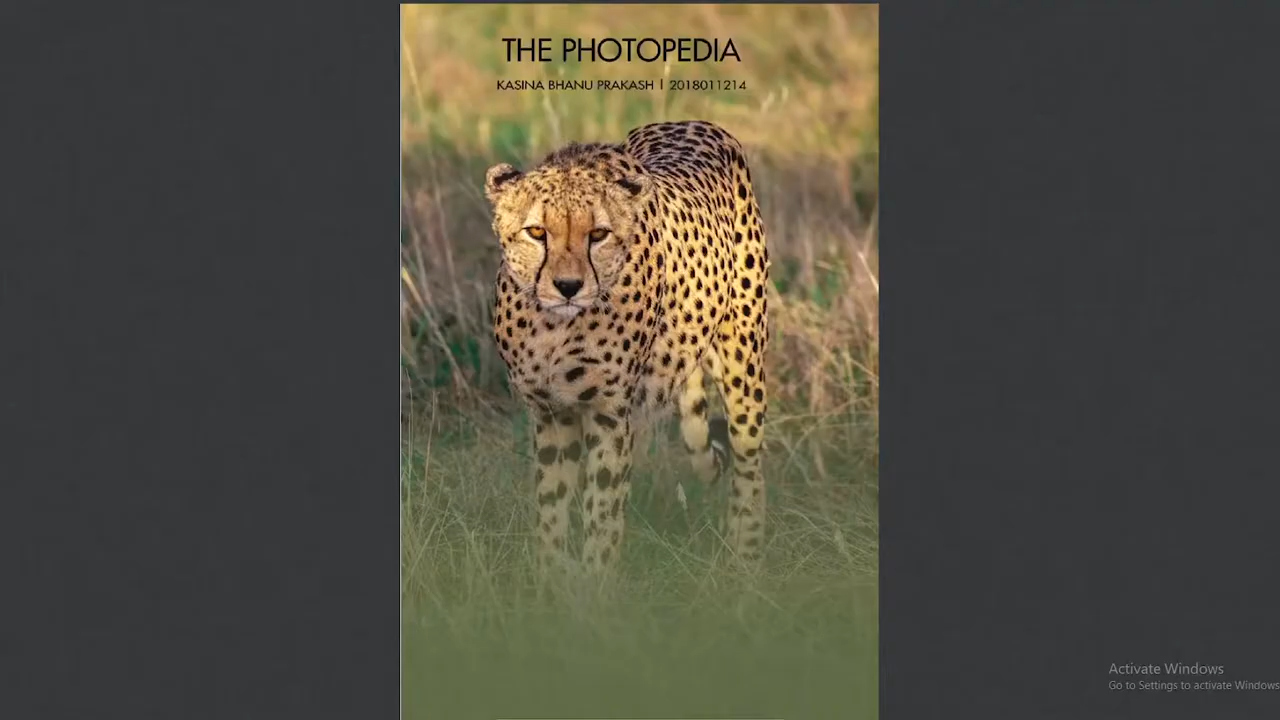 THE PHOTOPEDIA
KASINA BHANU PRAKASH | 2018011214
Activate Windows
Go to Settings to activate Windows